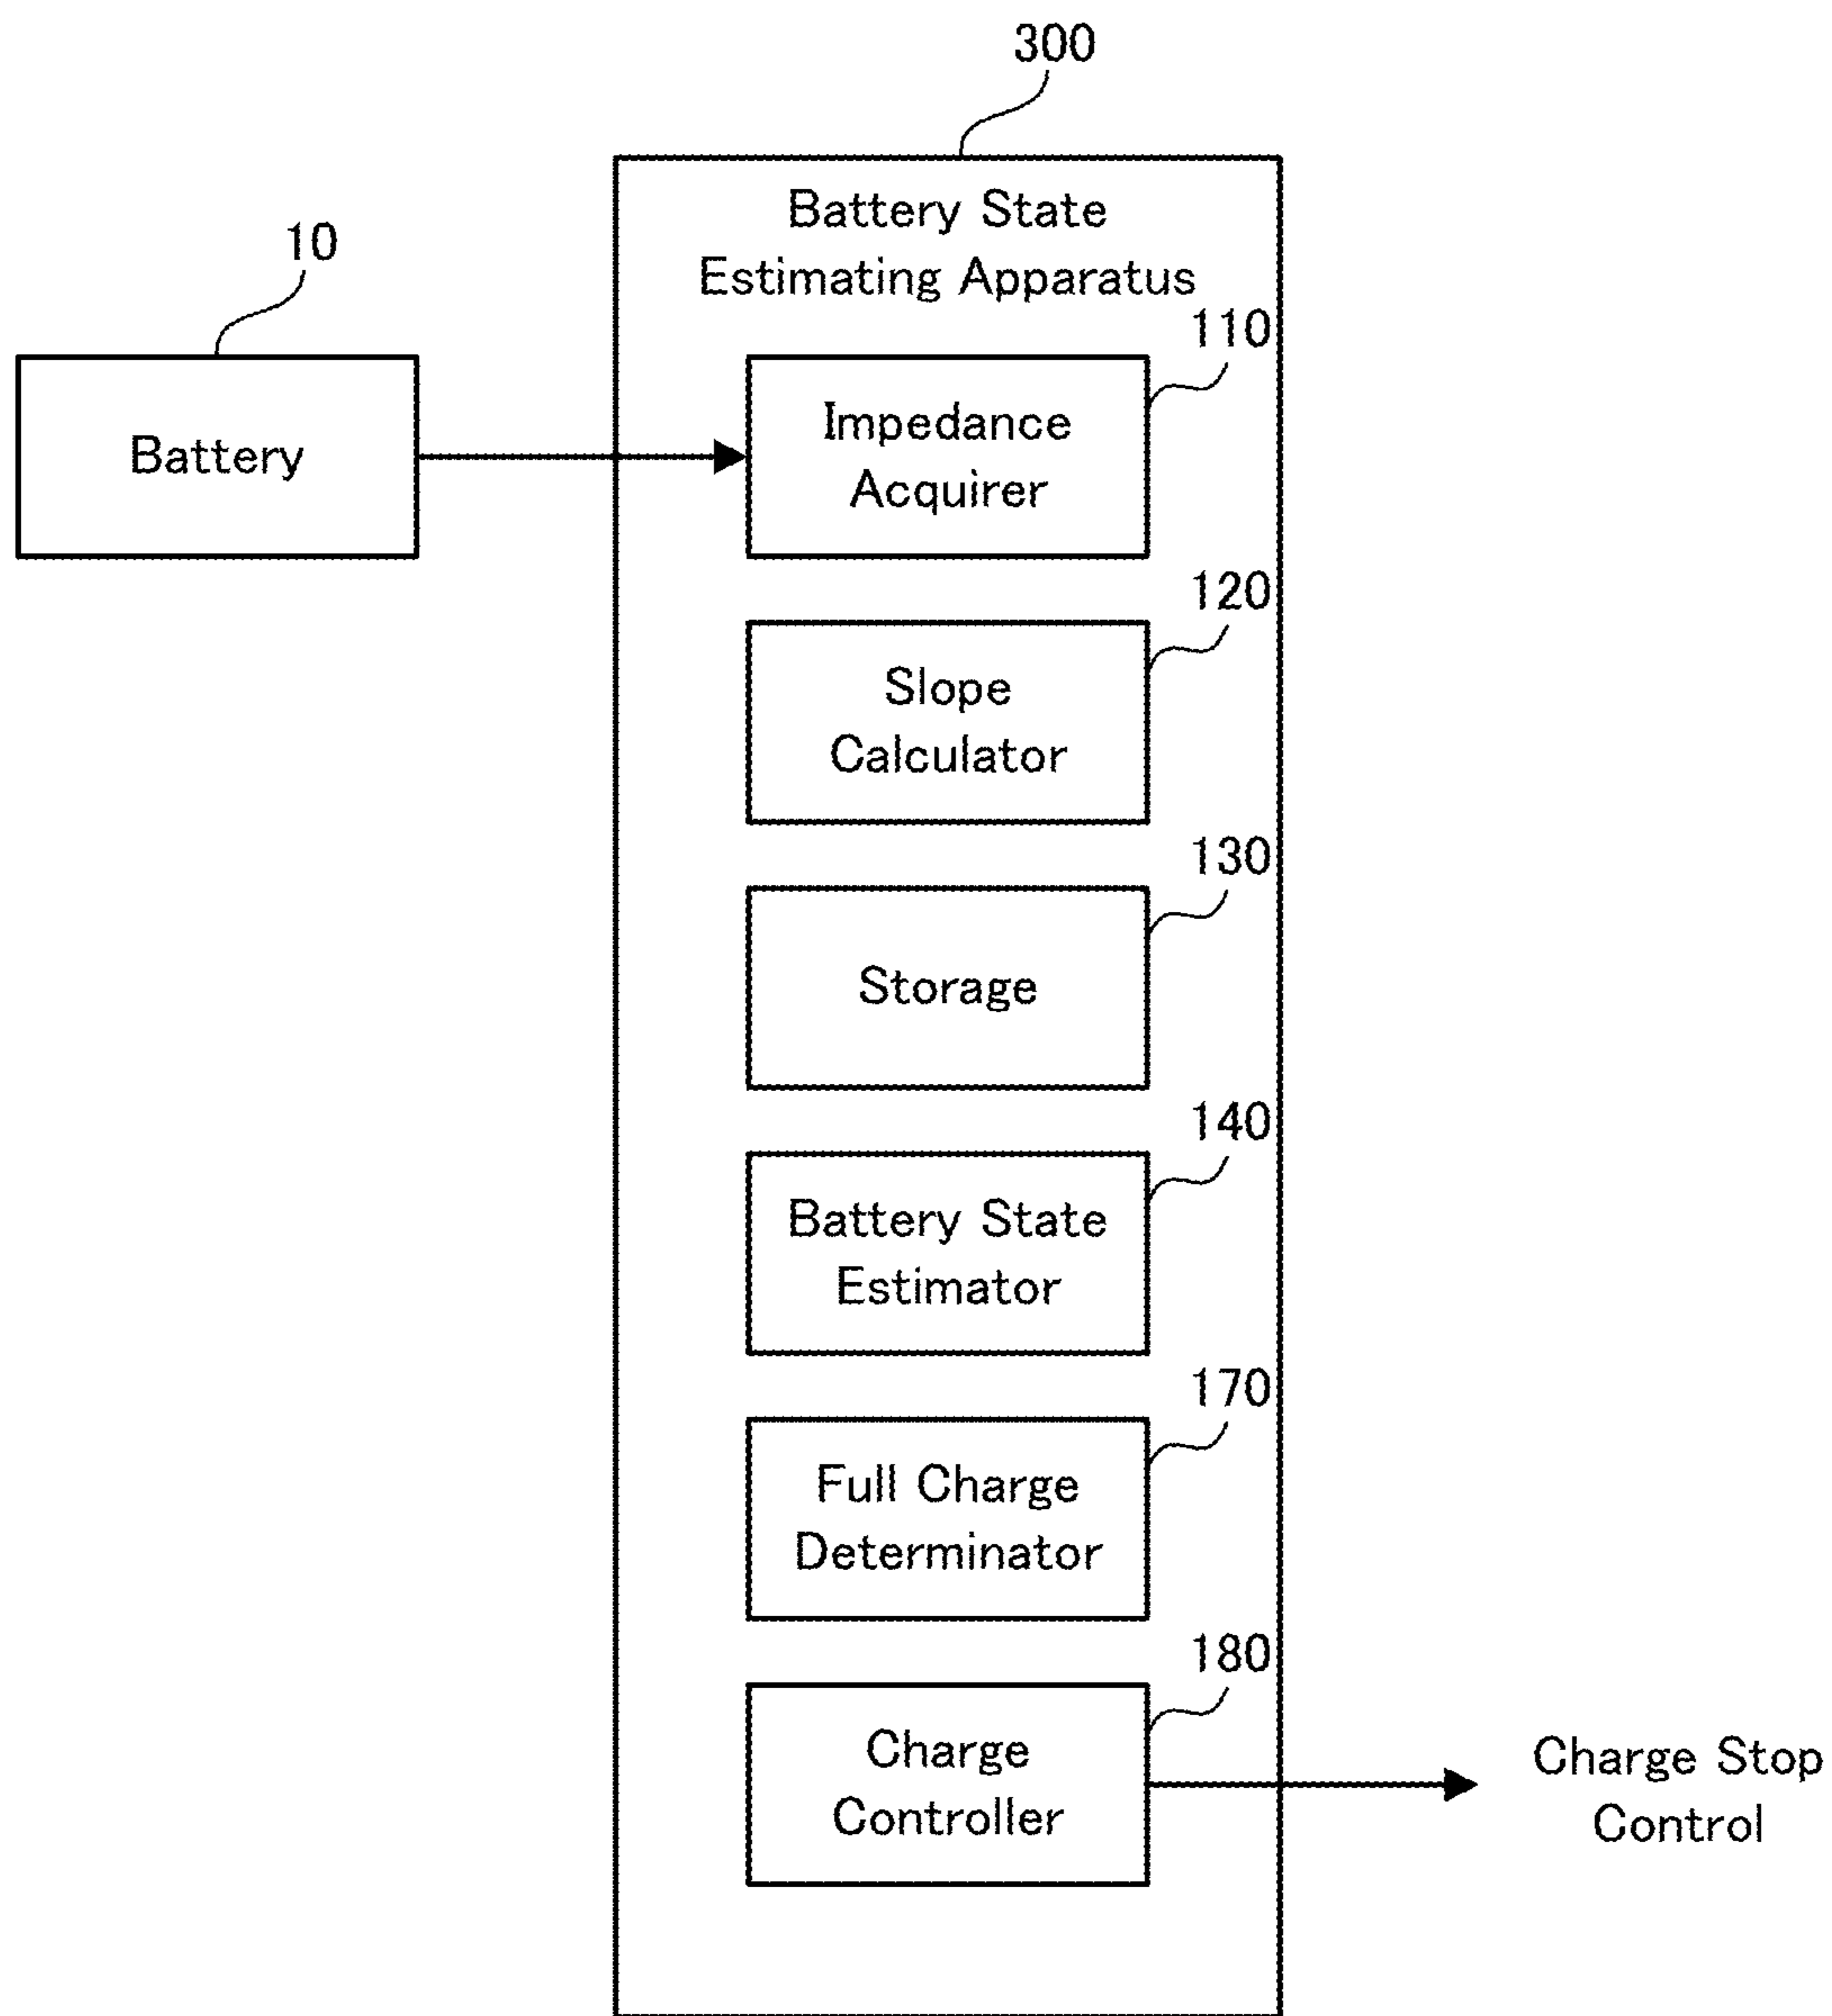 300
Battery State
Estimating Apparatus
10
Battery
110
Impedance
Acquirer
120
Slope
Calculator
130
Storage
140
Battery State
Estimator
170
Full Charge
Determinator
180
Charge
Controller
Charge Stop
Control